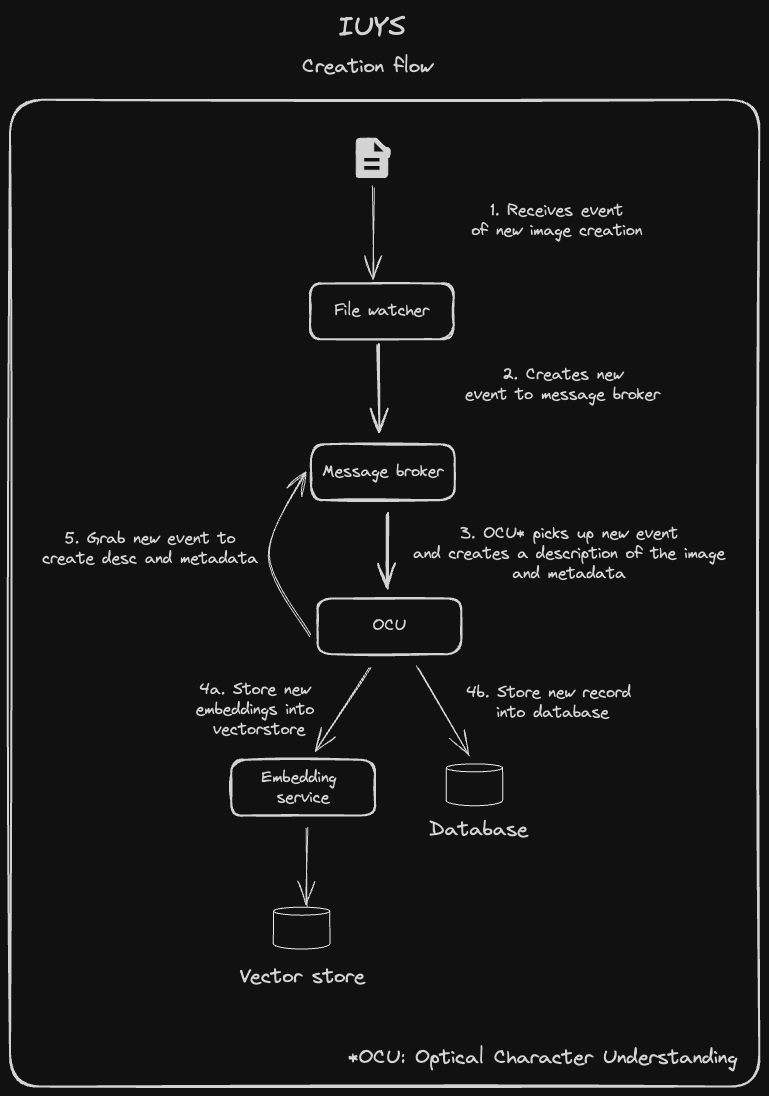 IUYS
Creation flow
1. Receives event
of new image creation
File watcher
2. Creates new
event to message broker
Message broker
5. Grab new event to
create desc and metadata
3. OCU* picks up new event
and creates a description of the image
and metadata
OCU
4a. Store new
embeddings into
vectorstore
4b. Store new record
into database
Embedding
service
Database
Vector store
*OCU: Optical Character Understanding